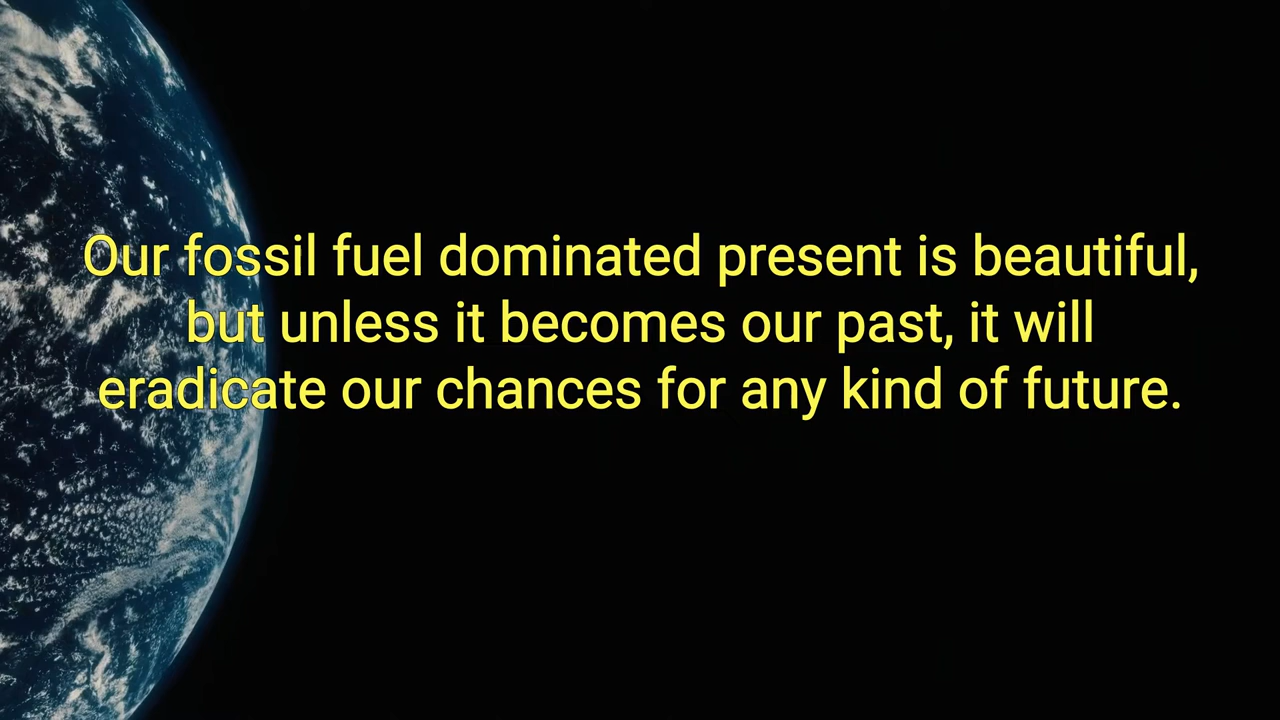 Our fossil fuel dominated present is beautiful,
but unless it becomes our past, it will
eradicate our chances for any kind of future.